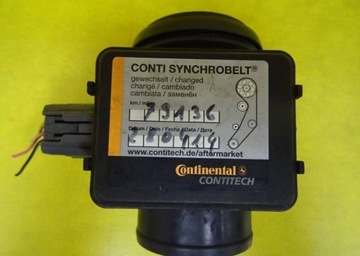 CONTI SYNCHROBELT®
gewechselt / changed
changé / cambiado
cambiata / заменён
km / miles
Datum / Date / Fecha / Data / Дата
www.contitech.de/aftermarket
Continental
CONTITECH